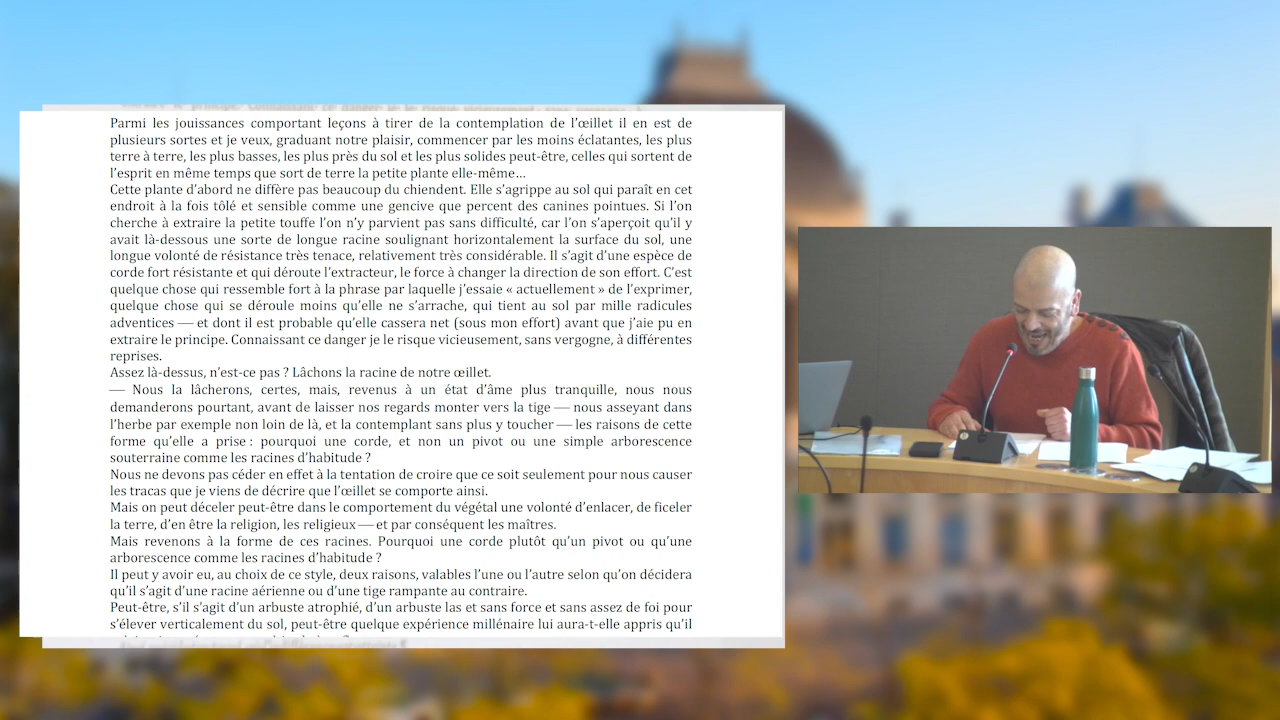 Parmi les jouissances comportant leçons à tirer de la contemplation de l’œillet il en est de
plusieurs sortes et je veux, graduant notre plaisir, commencer par les moins éclatantes, les plus
terre à terre, les plus basses, les plus près du sol et les plus solides peut-être, celles qui sortent de
l’esprit en même temps que sort de terre la petite plante elle-même…
Cette plante d’abord ne diffère pas beaucoup du chiendent. Elle s’agrippe au sol qui paraît en cet
endroit à la fois tôlé et sensible comme une gencive que percent des canines pointues. Si l’on
cherche à extraire la petite touffe l’on n’y parvient pas sans difficulté, car l’on s’aperçoit qu’il y
avait là-dessous une sorte de longue racine soulignant horizontalement la surface du sol, une
longue volonté de résistance très tenace, relativement très considérable. Il s’agit d’une espèce de
corde fort résistante et qui déroute l’extracteur, le force à changer la direction de son effort. C’est
quelque chose qui ressemble fort à la phrase par laquelle j’essaie « actuellement » de l’exprimer,
quelque chose qui se déroule moins qu’elle ne s’arrache, qui tient au sol par mille radicules
adventices — et dont il est probable qu’elle cassera net (sous mon effort) avant que j’aie pu en
extraire le principe. Connaissant ce danger je le risque vicieusement, sans vergogne, à différentes
reprises.
Assez là-dessus, n’est-ce pas ? Lâchons la racine de notre œillet.
— Nous la lâcherons, certes, mais, revenus à un état d’âme plus tranquille, nous nous
demanderons pourtant, avant de laisser nos regards monter vers la tige — nous asseyant dans
l’herbe par exemple non loin de là, et la contemplant sans plus y toucher — les raisons de cette
forme qu’elle a prise : pourquoi une corde, et non un pivot ou une simple arborescence
souterraine comme les racines d’habitude ?
Nous ne devons pas céder en effet à la tentation de croire que ce soit seulement pour nous causer
les tracas que je viens de décrire que l’œillet se comporte ainsi.
Mais on peut déceler peut-être dans le comportement du végétal une volonté d’enlacer, de ficeler
la terre, d’en être la religion, les religieux — et par conséquent les maîtres.
Mais revenons à la forme de ces racines. Pourquoi une corde plutôt qu’un pivot ou qu’une
arborescence comme les racines d’habitude ?
Il peut y avoir eu, au choix de ce style, deux raisons, valables l’une ou l’autre selon qu’on décidera
qu’il s’agit d’une racine aérienne ou d’une tige rampante au contraire.
Peut-être, s’il s’agit d’un arbuste atrophié, d’un arbuste las et sans force et sans assez de foi pour
s’élever verticalement du sol, peut-être quelque expérience millénaire lui aura-t-elle appris qu’il